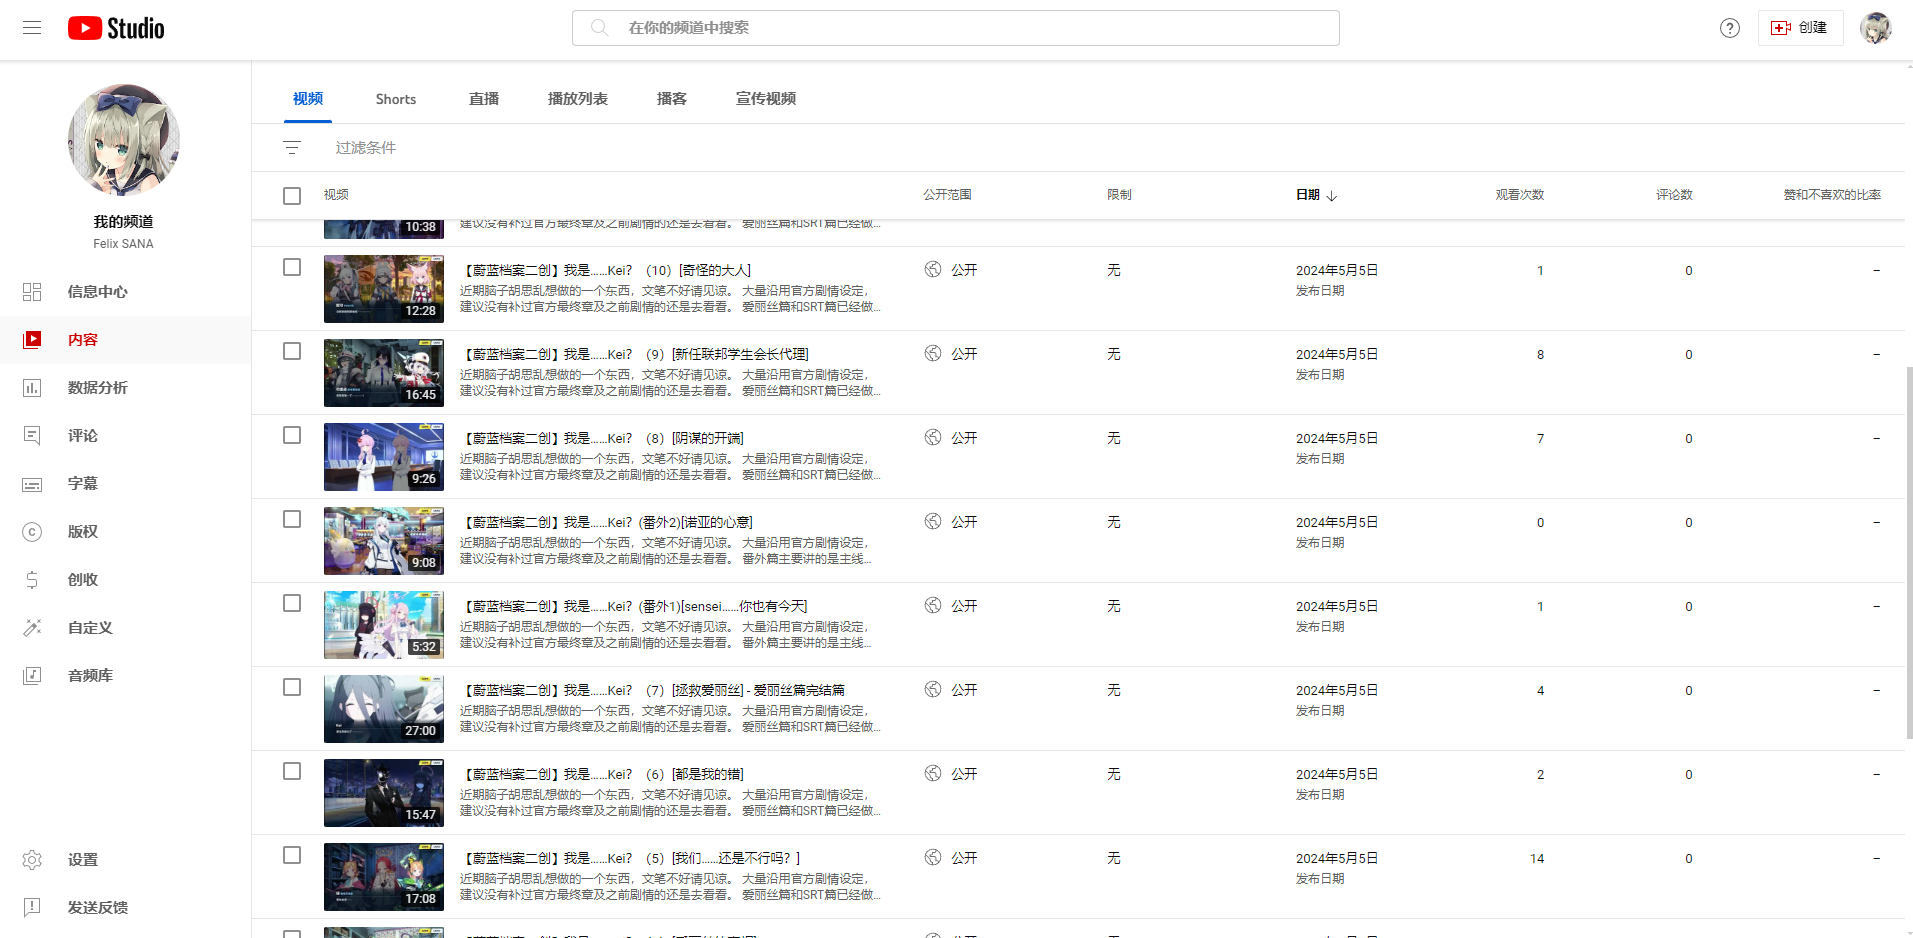 Studio
在你的频道中搜索
创建
我的频道
Felix SANA
信息中心
内容
数据分析
评论
字幕
版权
创收
自定义
音频库
设置
发送反馈
视频
Shorts
直播
播放列表
播客
宣传视频
过滤条件
视频
公开范围
限制
日期
观看次数
评论数
赞和不喜欢的比率
10:38
建议没有补过官方最终章及之前剧情的还是去看看。 爱丽丝篇和SRT篇已经做...
12:28
【蔚蓝档案二创】我是......Kei？（10）[奇怪的大人]
近期脑子胡思乱想做的一个东西，文笔不好请见谅。 大量沿用官方剧情设定，
建议没有补过官方最终章及之前剧情的还是去看看。 爱丽丝篇和SRT篇已经做...
公开
无
2024年5月5日
发布日期
1
0
–
16:45
【蔚蓝档案二创】我是......Kei？（9）[新任联邦学生会长代理]
近期脑子胡思乱想做的一个东西，文笔不好请见谅。 大量沿用官方剧情设定，
建议没有补过官方最终章及之前剧情的还是去看看。 爱丽丝篇和SRT篇已经做...
公开
无
2024年5月5日
发布日期
8
0
–
9:26
【蔚蓝档案二创】我是......Kei？（8）[阴谋的开端]
近期脑子胡思乱想做的一个东西，文笔不好请见谅。 大量沿用官方剧情设定，
建议没有补过官方最终章及之前剧情的还是去看看。 爱丽丝篇和SRT篇已经做...
公开
无
2024年5月5日
发布日期
7
0
–
9:08
【蔚蓝档案二创】我是......Kei？(番外2)[诺亚的心意]
近期脑子胡思乱想做的一个东西，文笔不好请见谅。 大量沿用官方剧情设定，
建议没有补过官方最终章及之前剧情的还是去看看。 番外篇主要讲的是主线...
公开
无
2024年5月5日
发布日期
0
0
–
5:32
【蔚蓝档案二创】我是......Kei？(番外1)[sensei......你也有今天]
近期脑子胡思乱想做的一个东西，文笔不好请见谅。 大量沿用官方剧情设定，
建议没有补过官方最终章及之前剧情的还是去看看。 番外篇主要讲的是主线...
公开
无
2024年5月5日
发布日期
1
0
–
27:00
【蔚蓝档案二创】我是......Kei？（7）[拯救爱丽丝] - 爱丽丝篇完结篇
近期脑子胡思乱想做的一个东西，文笔不好请见谅。 大量沿用官方剧情设定，
建议没有补过官方最终章及之前剧情的还是去看看。 爱丽丝篇和SRT篇已经做...
公开
无
2024年5月5日
发布日期
4
0
–
15:47
【蔚蓝档案二创】我是......Kei？（6）[都是我的错]
近期脑子胡思乱想做的一个东西，文笔不好请见谅。 大量沿用官方剧情设定，
建议没有补过官方最终章及之前剧情的还是去看看。 爱丽丝篇和SRT篇已经做...
公开
无
2024年5月5日
发布日期
2
0
–
17:08
【蔚蓝档案二创】我是......Kei？（5）[我们......还是不行吗？]
近期脑子胡思乱想做的一个东西，文笔不好请见谅。 大量沿用官方剧情设定，
建议没有补过官方最终章及之前剧情的还是去看看。 爱丽丝篇和SRT篇已经做...
公开
无
2024年5月5日
发布日期
14
0
–